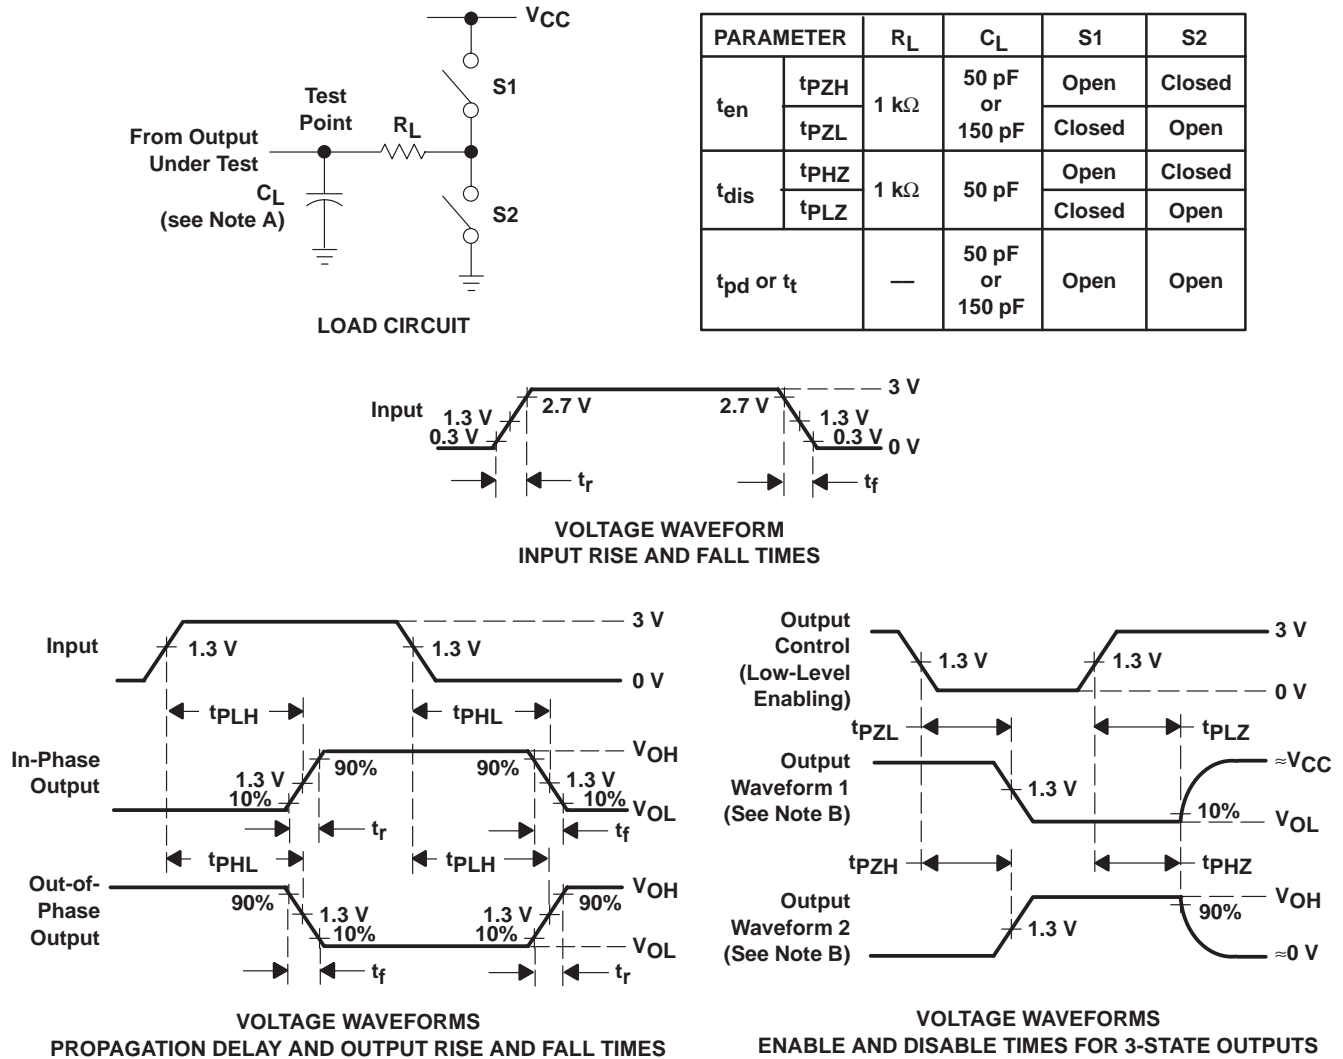 VCC
S1
Test
Point
RL
From Output
Under Test
CL
(see Note A)
S2
LOAD CIRCUIT
PARAMETER RL CL S1 S2
ten tPZH 1 kΩ 50 pF or 150 pF Open Closed
tPZL Closed Open
tdis tPHZ 1 kΩ 50 pF Open Closed
tPLZ Closed Open
tpd or tt — 50 pF or 150 pF Open Open
Input
3 V
2.7 V 2.7 V
1.3 V 1.3 V
0.3 V 0.3 V 0 V
tr tf
VOLTAGE WAVEFORM
INPUT RISE AND FALL TIMES
Input 1.3 V 1.3 V 3 V
0 V
tPLH tPHL
In-Phase
Output
VOH
90% 90%
1.3 V 1.3 V
10% 10% VOL
tr tf
tPHL tPLH
Out-of-
Phase
Output
VOH
90% 90%
1.3 V 1.3 V
10% 10% VOL
tf tr
VOLTAGE WAVEFORMS
PROPAGATION DELAY AND OUTPUT RISE AND FALL TIMES
Output
Control
(Low-Level
Enabling)
3 V
1.3 V 1.3 V
0 V
tPZL tPLZ
Output
Waveform 1
(See Note B)
≈VCC
1.3 V 10%
VOL
tPZH tPHZ
Output
Waveform 2
(See Note B)
VOH
1.3 V 90%
≈0 V
VOLTAGE WAVEFORMS
ENABLE AND DISABLE TIMES FOR 3-STATE OUTPUTS